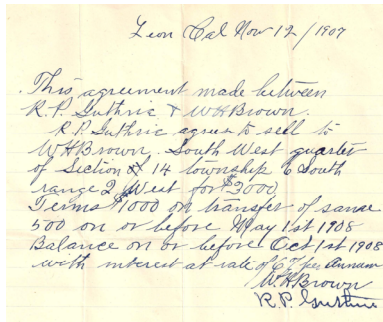 Leon Cal Nov 12/1907
This agreement made between
R.P. Guthrie & WHBrown.
R.P. Guthrie agrees to sell to
WHBrown. South West quarter
of Section 14 township 6 South
range 2 West for $2000
Terms $1000 on transfer of same
500 on or before May 1st 1908
Balance on or before Oct 1st 1908
with interest at rate of 6% per Annum
W.H.Brown
R.P. Guthrie